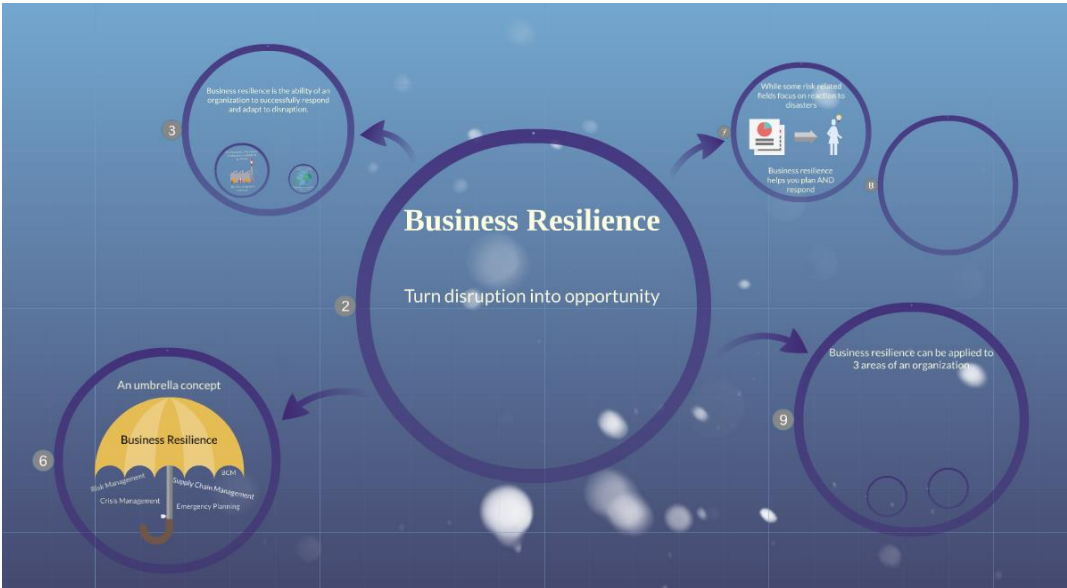 Business Resilience
Turn disruption into opportunity
2
3
Business resilience is the ability of an
organization to successfully respond
and adapt to disruption.
6
An umbrella concept
Business Resilience
Risk Management
Supply Chain Management
BCM
Crisis Management
Emergency Planning
7
While some risk related
fields focus on reaction to
disasters
Business resilience
helps you plan AND
respond
8
9
Business resilience can be applied to
3 areas of an organization